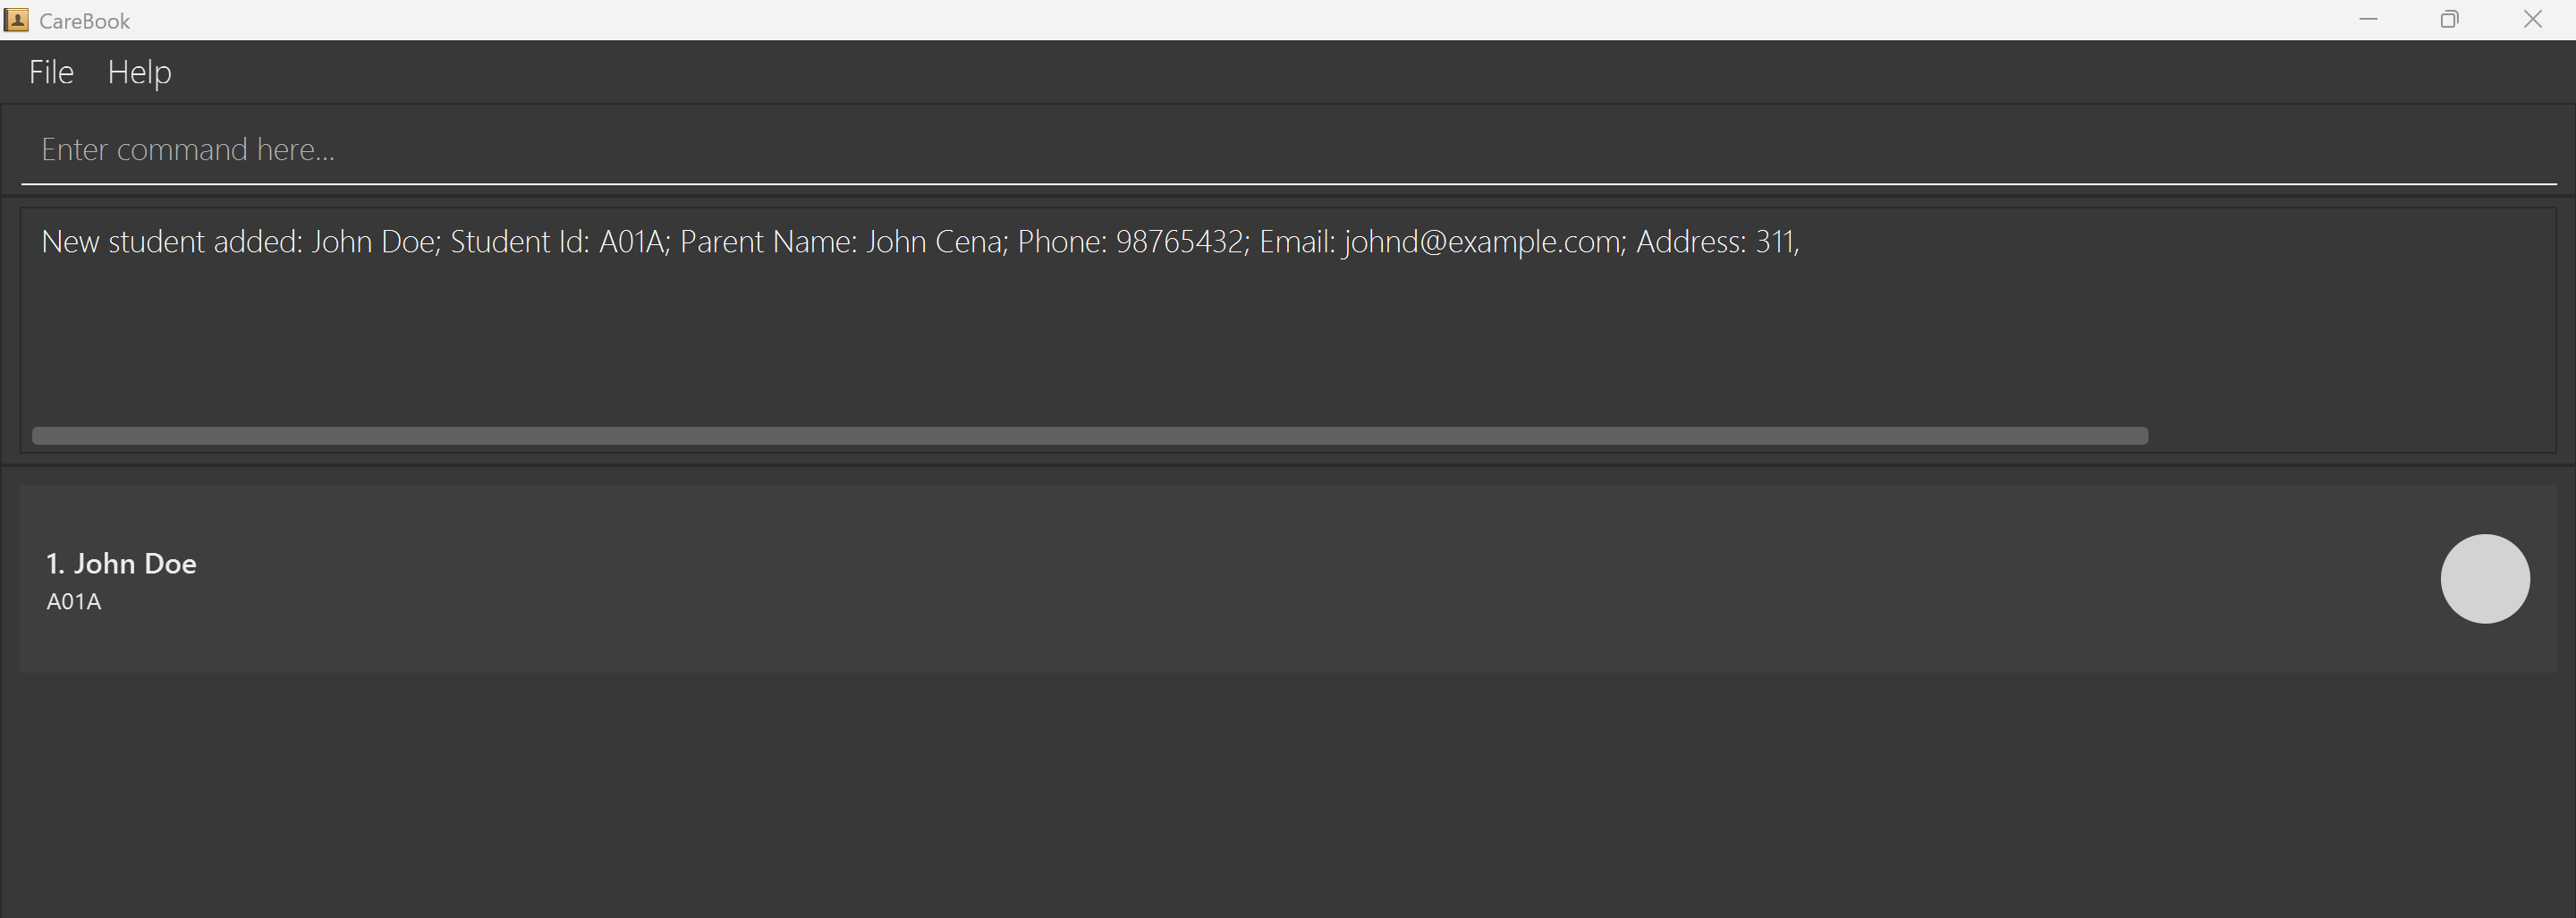 CareBook
File Help
Enter command here...
New student added: John Doe; Student Id: A01A; Parent Name: John Cena; Phone: 98765432; Email: johnd@example.com; Address: 311,
1. John Doe
A01A